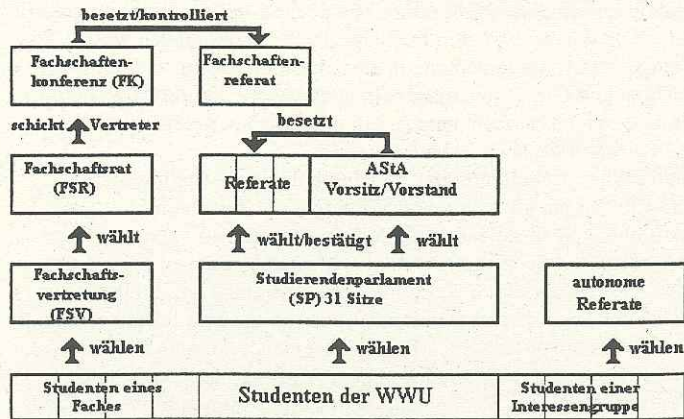 besetzt/kontrolliert
Fachschaften-
konferenz (FK)
Fachschaften-
referat
schickt Vertreter
besetzt
Fachschaftsrat
(FSR)
Referate
AStA
Vorsitz/Vorstand
wählt
wählt/bestätigt
wählt
Fachschafts-
vertretung
(FSV)
Studierendenparlament
(SP) 31 Sitze
autonome
Referate
wählen
wählen
wählen
Studenten eines
Faches
Studenten der WWU
Studenten einer
Interessengruppe